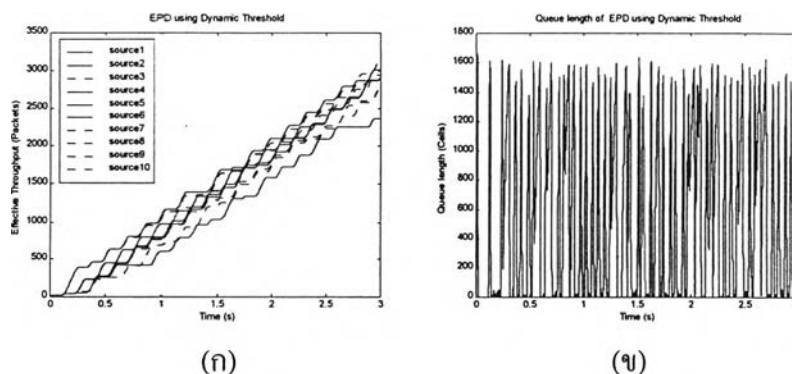 EPD using Dynamic Threshold
3500
3000
2500
2000
1500
1000
500
0
Effective Throughput (Packets)
source1
source2
source3
source4
source5
source6
source7
source8
source9
source10
0
0.5
1
1.5
2
2.5
3
Time (s)
(ก)
Queue length of EPD using Dynamic Threshold
1800
1600
1400
1200
1000
800
600
400
200
0
Queue length (Cells)
0
0.5
1
1.5
2
2.5
Time (s)
(ข)